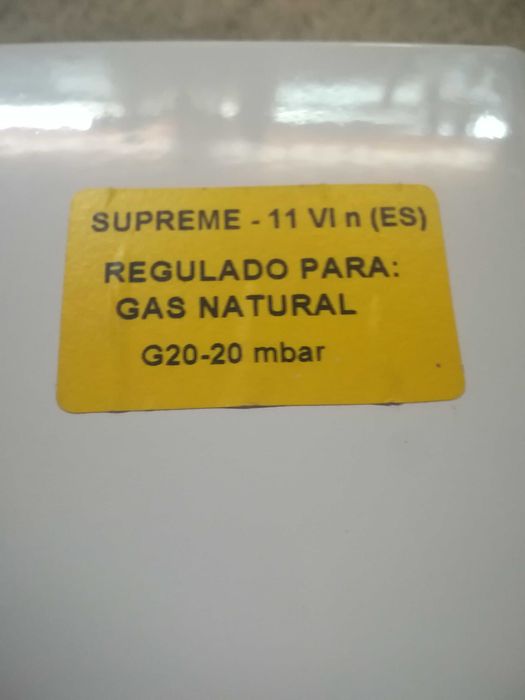 SUPREME - 11 VI n (ES)
REGULADO PARA:
GAS NATURAL
G20-20 mbar